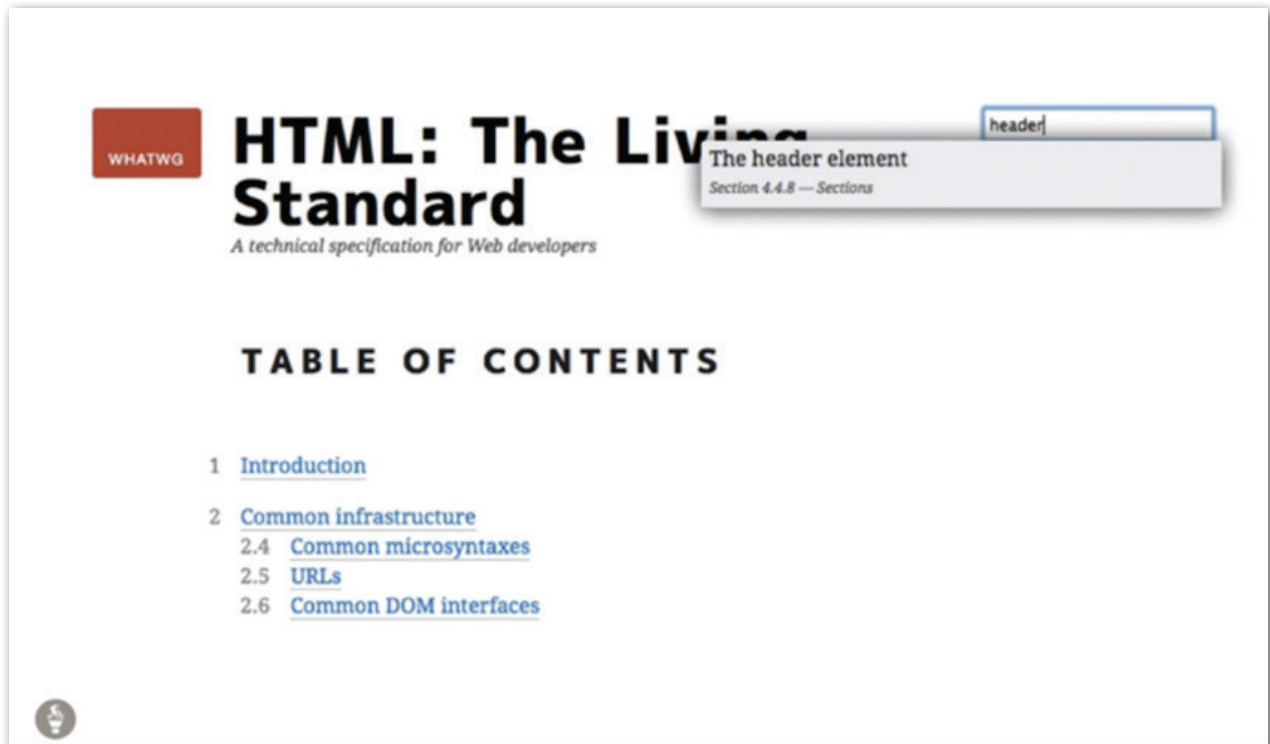 WHATWG
HTML: The Living
Standard
A technical specification for Web developers
header
The header element
Section 4.4.8 — Sections
TABLE OF CONTENTS
1 Introduction
2 Common infrastructure
2.4 Common microsyntaxes
2.5 URLs
2.6 Common DOM interfaces